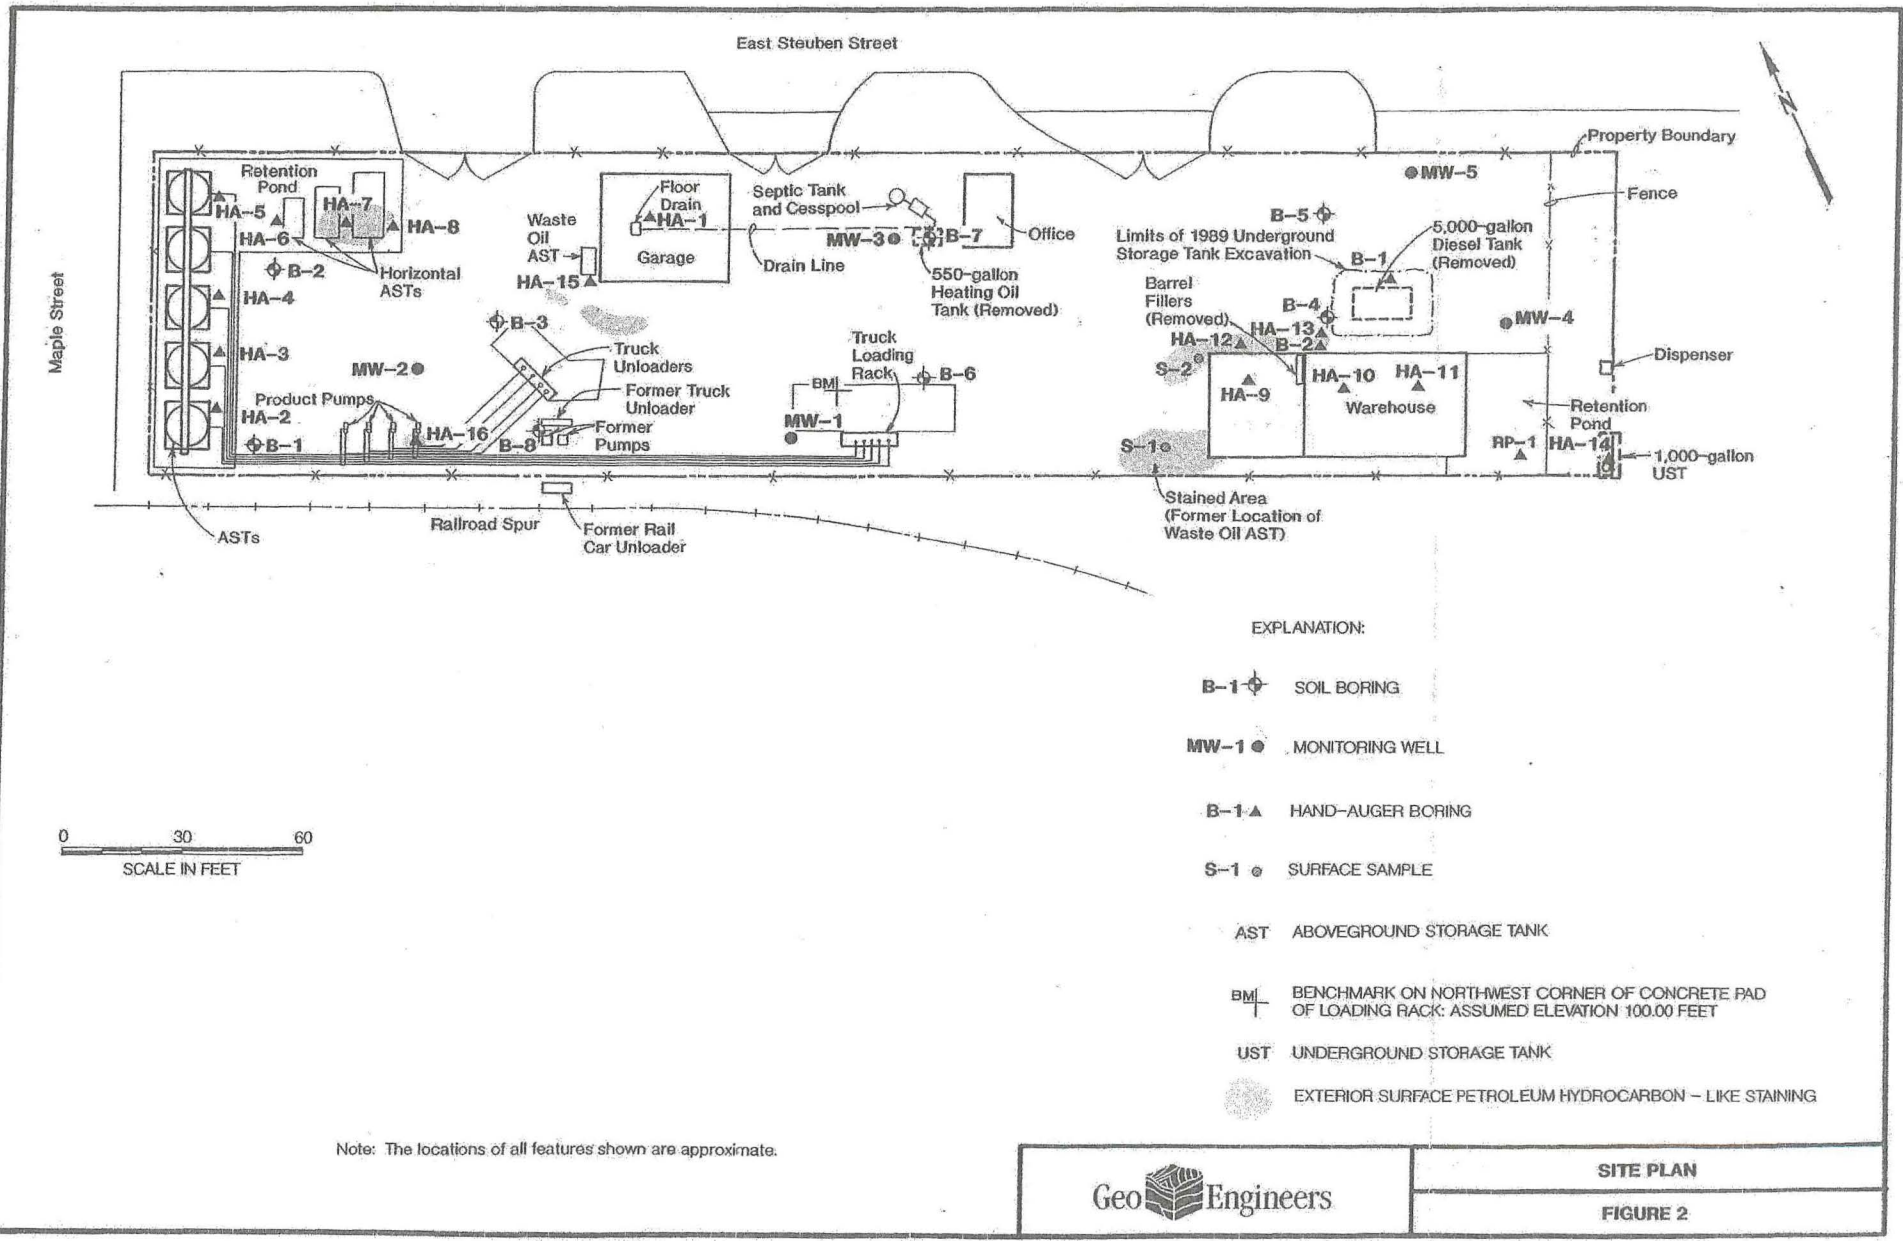 East Steuben Street
Property Boundary
Fence
MW-5
B-5
5,000-gallon
Diesel Tank
(Removed)
Limits of 1989 Underground
Storage Tank Excavation
B-1
Retention
Pond
HA-5
HA-6
HA-7
HA-8
B-2
Horizontal
ASTs
Waste
Oil
AST
HA-15
Floor
Drain
HA-1
Garage
Drain Line
Septic Tank
and Cesspool
MW-3
B-7
Office
550-gallon
Heating Oil
Tank (Removed)
Barrel
Fillers
(Removed)
B-4
HA-13
HA-12
B-2
S-2
MW-4
Dispenser
Maple Street
HA-4
HA-3
HA-2
B-1
B-3
MW-2
Truck
Unloaders
Former Truck
Unloader
Former
Pumps
Product Pumps
HA-16
B-8
Truck
Loading
Rack
BM
B-6
MW-1
HA-9
HA-10
HA-11
Warehouse
Retention
Pond
RP-1
HA-14
1,000-gallon
UST
S-1
Stained Area
(Former Location of
Waste Oil AST)
ASTs
Railroad Spur
Former Rail
Car Unloader
N
EXPLANATION:
B-1 SOIL BORING
MW-1 MONITORING WELL
B-1 HAND-AUGER BORING
S-1 SURFACE SAMPLE
AST ABOVEGROUND STORAGE TANK
BM BENCHMARK ON NORTHWEST CORNER OF CONCRETE PAD
OF LOADING RACK: ASSUMED ELEVATION 100.00 FEET
UST UNDERGROUND STORAGE TANK
EXTERIOR SURFACE PETROLEUM HYDROCARBON - LIKE STAINING
0 30 60
SCALE IN FEET
Note: The locations of all features shown are approximate.
Geo Engineers
SITE PLAN
FIGURE 2